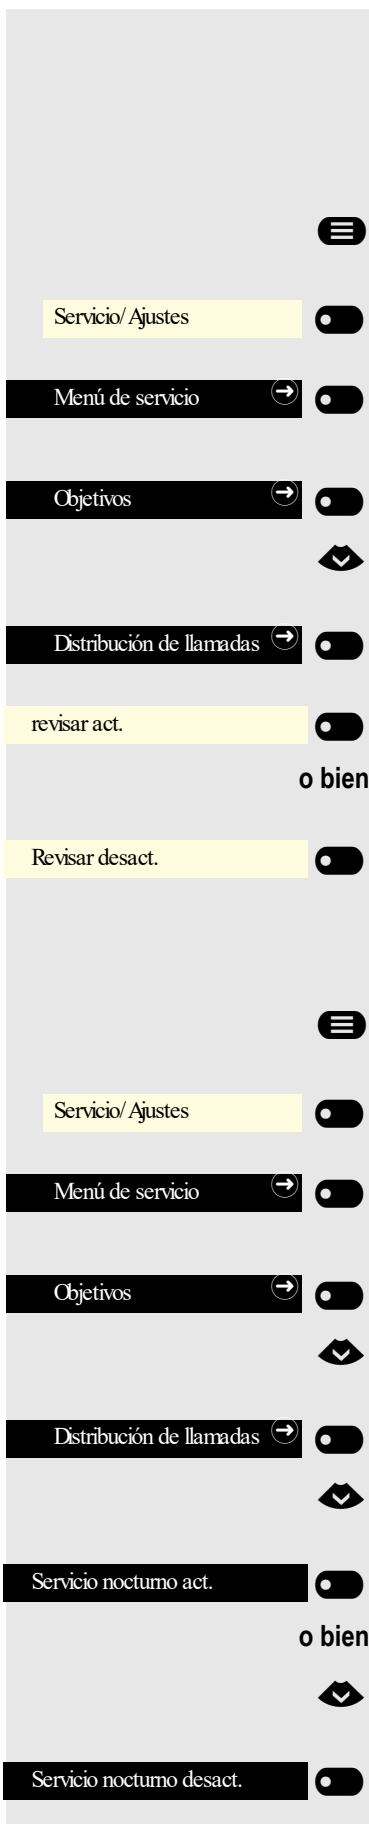 Servicio/Ajustes
Menú de servicio
Objetivos
Distribución de llamadas
revisar act.
o bien
Revisar desact.
Servicio/Ajustes
Menú de servicio
Objetivos
Distribución de llamadas
Servicio nocturno act.
o bien
Servicio nocturno desact.